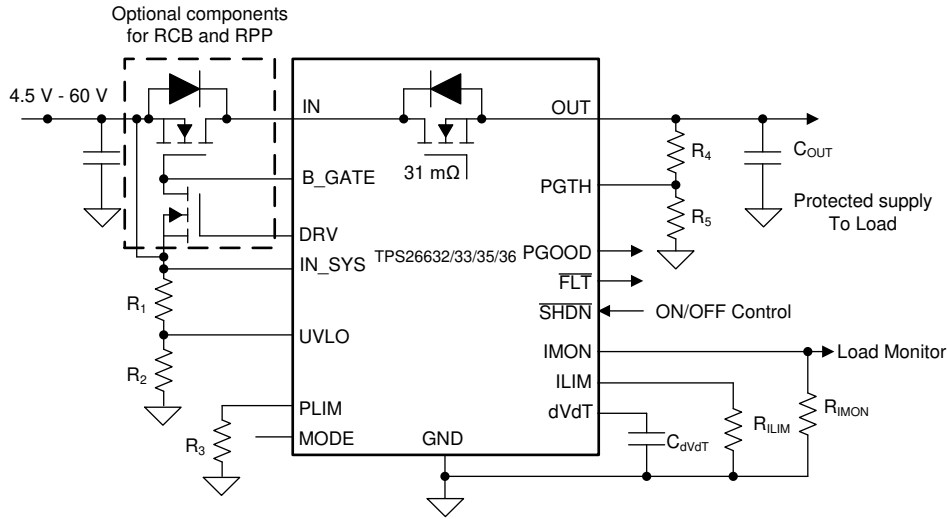 Optional components
for RCB and RPP
4.5 V - 60 V
IN
OUT
31 mΩ
B_GATE
DRV
IN_SYS
TPS26632/33/35/36
PGTH
PGOOD
FLT
SHDN
ON/OFF Control
R4
R5
COUT
Protected supply
To Load
R1
UVLO
R2
IMON
Load Monitor
ILIM
dVdT
PLIM
R3
MODE
GND
CdVdT
RILIM
RIMON